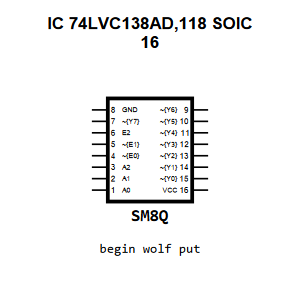 IC 74LVC138AD,118 SOIC
16
8 GND ~{Y6} 9
7 ~{Y7} ~{Y5} 10
6 E2 ~{Y4} 11
5 ~{E1} ~{Y3} 12
4 ~{E0} ~{Y2} 13
3 A2 ~{Y1} 14
2 A1 ~{Y0} 15
1 A0 VCC 16
SM8Q
begin wolf put